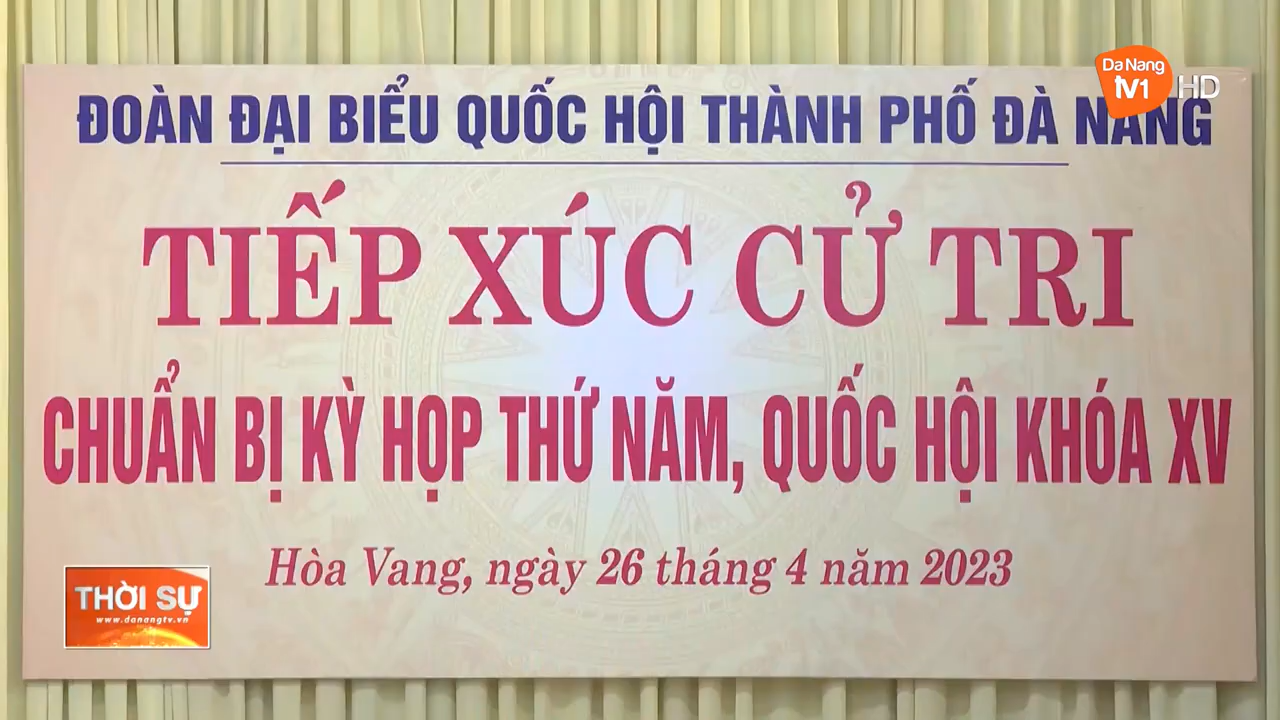 Da Nang
TV1 HD
ĐOÀN ĐẠI BIỂU QUỐC HỘI THÀNH PHỐ ĐÀ NẴNG
TIẾP XÚC CỬ TRI
CHUẨN BỊ KỲ HỌP THỨ NĂM, QUỐC HỘI KHÓA XV
Hòa Vang, ngày 26 tháng 4 năm 2023
THỜI SỰ
www.danangtv.vn